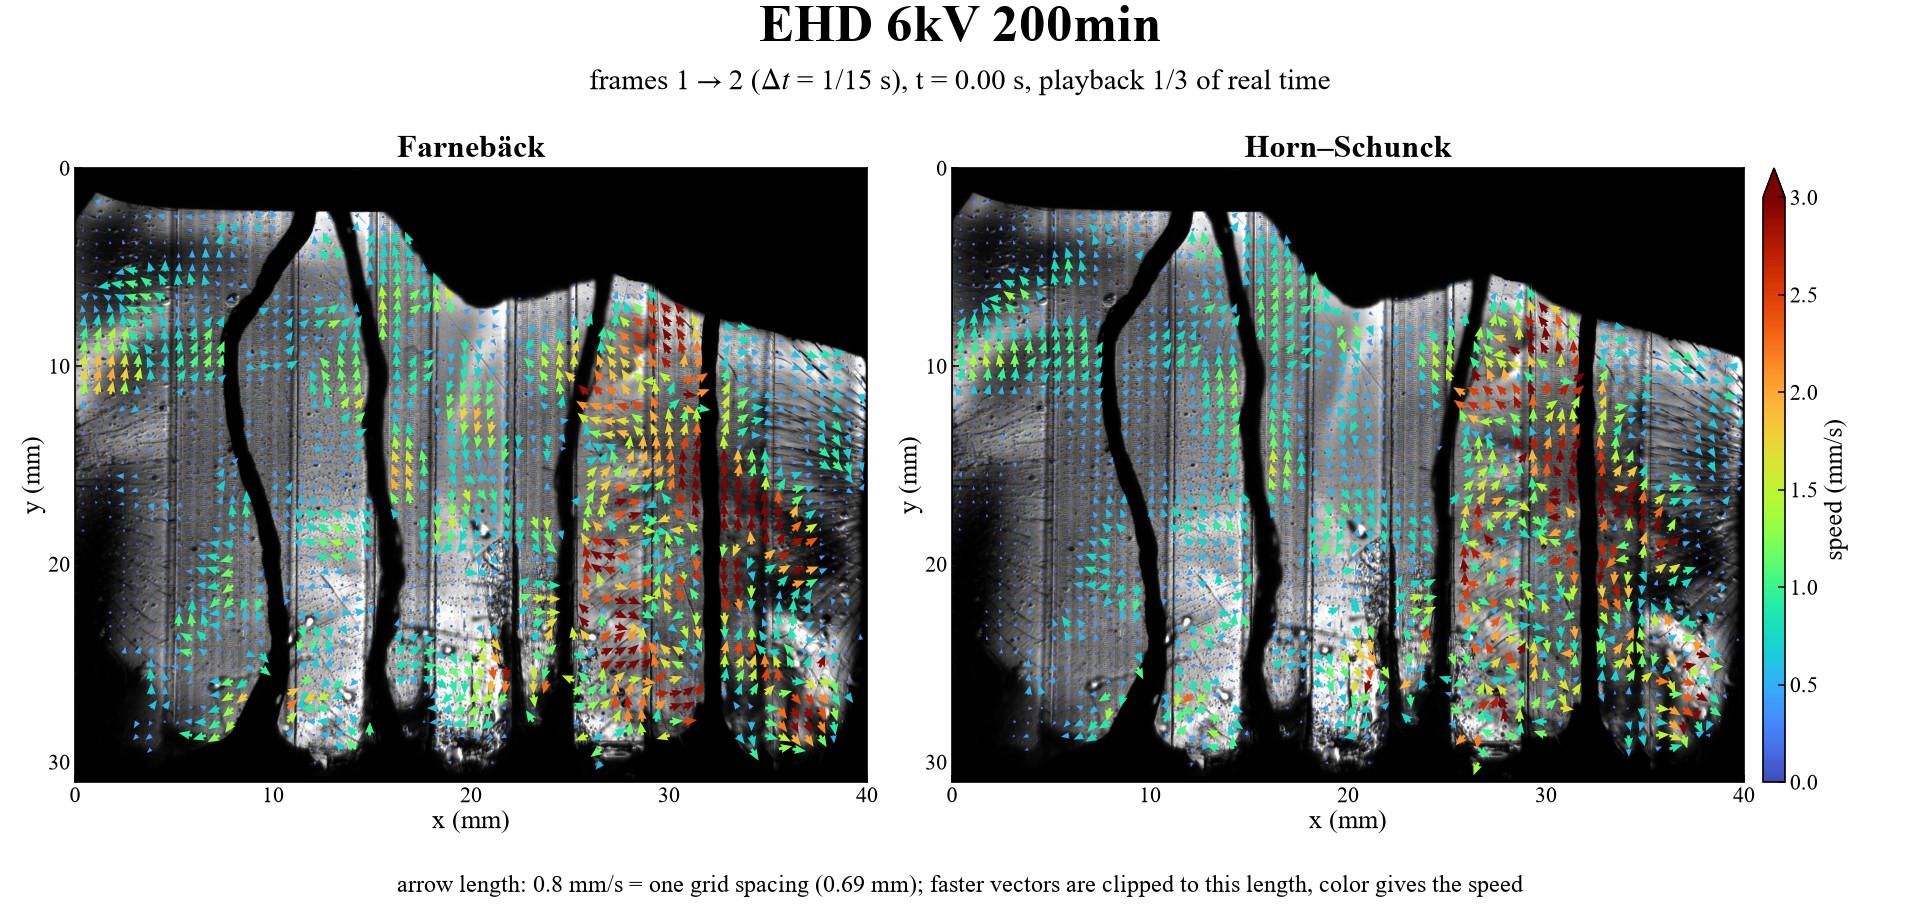 EHD 6kV 200min
frames 1 → 2 (Δt = 1/15 s), t = 0.00 s, playback 1/3 of real time
Farnebäck
Horn–Schunck
0
10
20
30
y (mm)
0
10
20
30
40
x (mm)
0
10
20
30
y (mm)
0
10
20
30
40
x (mm)
3.0
2.5
2.0
1.5
1.0
0.5
0.0
speed (mm/s)
arrow length: 0.8 mm/s = one grid spacing (0.69 mm); faster vectors are clipped to this length, color gives the speed